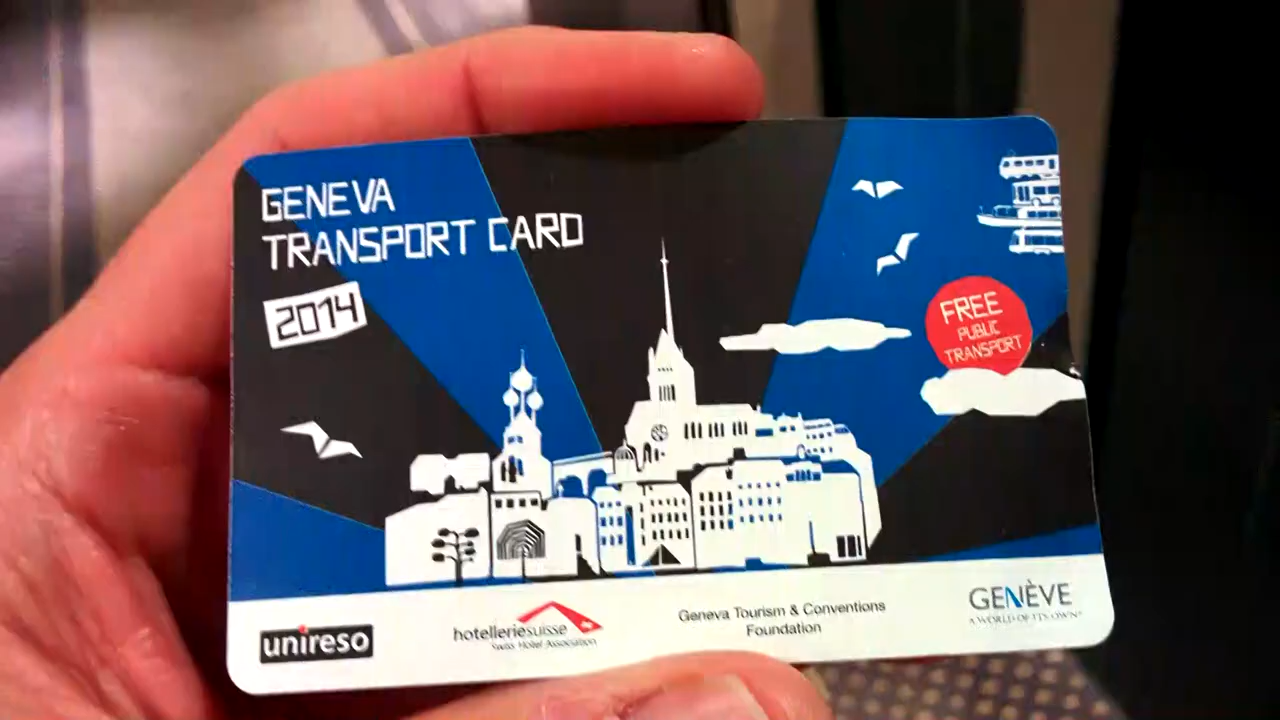 GENEVA
TRANSPORT CARD
2014
FREE
PUBLIC
TRANSPORT
unireso
hotelleriesuisse
Swiss Hotel Association
Geneva Tourism & Conventions
Foundation
GENÈVE
A WORLD OF ITS OWN